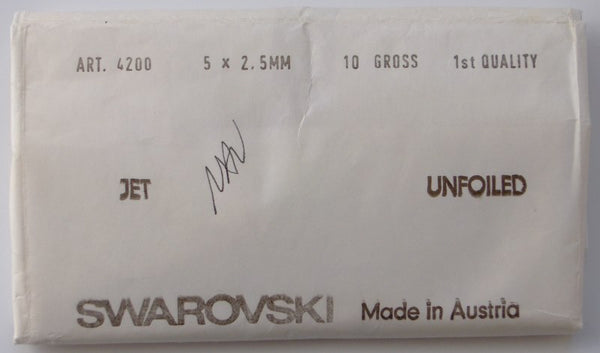 ART. 4200 5 x 2.5MM 10 GROSS 1st QUALITY
JET UNFOILED
SWAROVSKI Made in Austria